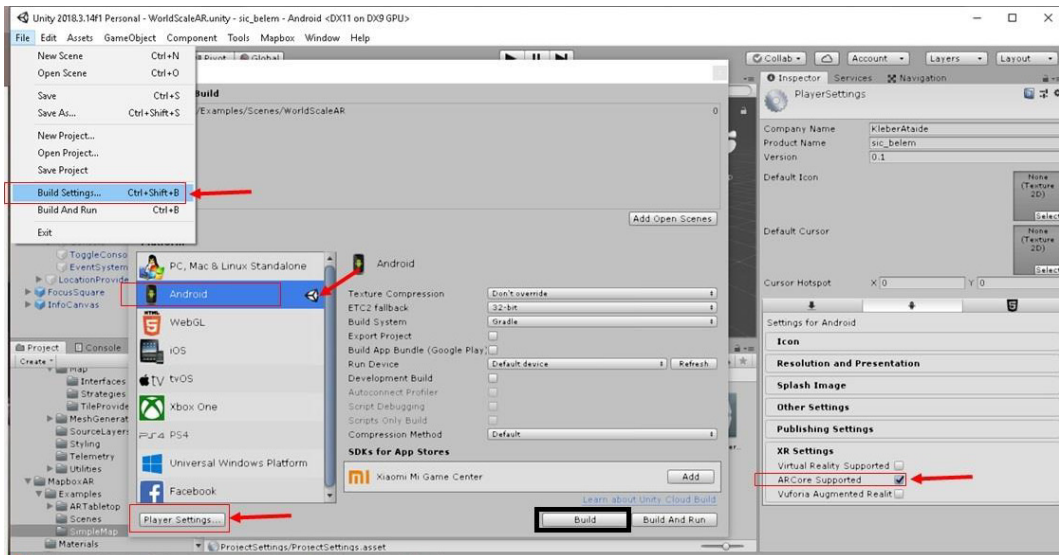 Unity 2018.3.14f1 Personal - WorldScaleAR.unity - sic_belem - Android <DX11 on DX9 GPU>
File Edit Assets GameObject Component Tools Mapbox Window Help
New Scene Ctrl+N
Open Scene Ctrl+O
Save Ctrl+S
Save As... Ctrl+Shift+S
New Project...
Open Project...
Save Project
Build Settings... Ctrl+Shift+B
Build And Run Ctrl+B
Exit
Pivot Global
Collab Account Layers Layout
Build
/Examples/Scenes/WorldScaleAR 0
Add Open Scenes
ToggleConso
EventSystem
LocationProvide
FocusSquare
InfoCanvas
Project Console
Create
Map
Interfaces
Strategies
TileProvide
MeshGenerat
SourceLayers
Styling
Telemetry
Utilities
MapboxAR
Examples
ARTabletop
Scenes
SimpleMap
Materials
PC, Mac & Linux Standalone
Android
HTML
WebGL
iOS
tv tvOS
Xbox One
PS4 PS4
Universal Windows Platform
Facebook
Player Settings...
Android
Texture Compression Don't override
ETC2 fallback 32-bit
Build System Gradle
Export Project
Build App Bundle (Google Play)
Run Device Default device Refresh
Development Build
Autoconnect Profiler
Script Debugging
Scripts Only Build
Compression Method Default
SDKs for App Stores
Xiaomi Mi Game Center Add
Learn about Unity Cloud Build
Build Build And Run
ProjectSettings/ProjectSettings.asset
Inspector Services Navigation
PlayerSettings
Company Name KleberAtaide
Product Name sic_belem
Version 0.1
Default Icon None
(Texture
2D)
Select
Default Cursor None
(Texture
2D)
Select
Cursor Hotspot X 0 Y 0
Settings for Android
Icon
Resolution and Presentation
Splash Image
Other Settings
Publishing Settings
XR Settings
Virtual Reality Supported
ARCore Supported
Vuforia Augmented Realit